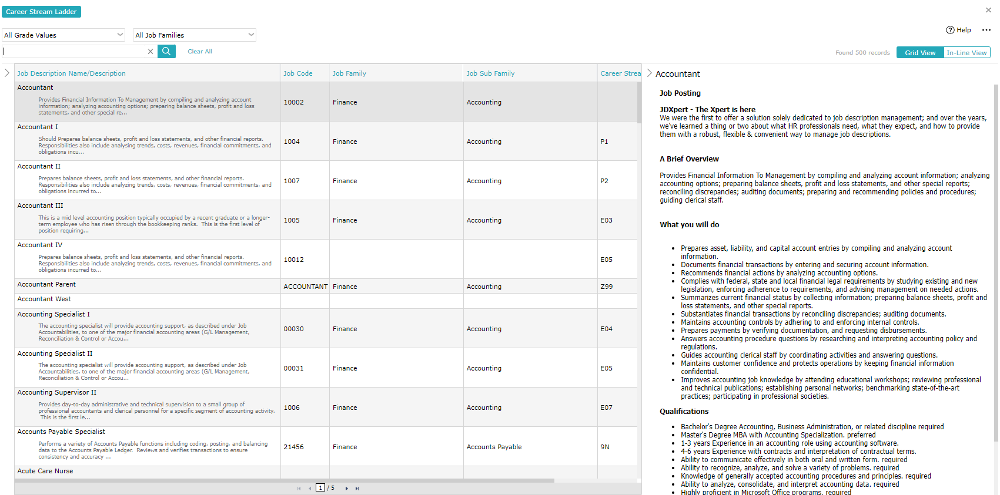 Career Stream Ladder
All Grade Values
All Job Families
Help
Clear All
Found 500 records
Grid View
In-Line View
Job Description Name/Description
Job Code
Job Family
Job Sub Family
Career Strea
Accountant
Provides Financial Information To Management by compiling and analyzing account
information; analyzing accounting options; preparing balance sheets, profit and loss
statements, and other special re...
10002
Finance
Accounting
Accountant I
Should Prepares balance sheets, profit and loss statements, and other financial reports.
Responsibilities also include analysing trends, costs, revenues, financial commitments, and
obligations incu...
1004
Finance
Accounting
P1
Accountant II
Prepares balance sheets, profit and loss statements, and other financial reports.
Responsibilities also include analyzing trends, costs, revenues, financial commitments, and
obligations incurred to...
1007
Finance
Accounting
P2
Accountant III
This is a mid level accounting position typically occupied by a recent graduate or a longer-
term employee who has risen through the bookkeeping ranks.  This is the first level of
position requiring...
1005
Finance
Accounting
E03
Accountant IV
Prepares balance sheets, profit and loss statements, and other financial reports.
Responsibilities also include analyzing trends, costs, revenues, financial commitments, and
obligations incurred to...
10012
E05
Accountant Parent
ACCOUNTANT
Finance
Accounting
Z99
Accountant West
Accounting Specialist I
The accounting specialist will provide accounting support, as described under Job
Accountabilities, to one of the major financial accounting areas (G/L Management,
Reconciliation & Control or Accou...
00030
Finance
Accounting
E04
Accounting Specialist II
The accounting specialist will provide accounting support, as described under Job
Accountabilities, to one of the major financial accounting areas (G/L Management,
Reconciliation & Control or Accou...
00031
Finance
Accounting
E05
Accounting Supervisor II
Provides day-to-day administrative and technical supervision to a small group of
professional accountants and clerical personnel for a specific segment of accounting activity.
This is the first le...
1006
Finance
Accounting
E07
Accounts Payable Specialist
Performs a variety of Accounts Payable functions including coding, posting, and balancing
data to the Accounts Payable Ledger.  Reviews and verifies transactions to ensure
consistency and accuracy ...
21456
Finance
Accounts Payable
9N
Acute Care Nurse
1 / 5
Accountant
Job Posting
JDXpert - The Xpert is here
We were the first to offer a solution solely dedicated to job description management; and over the years,
we've learned a thing or two about what HR professionals need, what they expect, and how to provide
them with a robust, flexible & convenient way to manage job descriptions.
A Brief Overview
Provides Financial Information To Management by compiling and analyzing account information; analyzing
accounting options; preparing balance sheets, profit and loss statements, and other special reports;
reconciling discrepancies; auditing documents; preparing and recommending policies and procedures;
guiding clerical staff.
What you will do
• Prepares asset, liability, and capital account entries by compiling and analyzing account
information.
• Documents financial transactions by entering and securing account information.
• Recommends financial actions by analyzing accounting options.
• Complies with federal, state and local financial legal requirements by studying existing and new
legislation, enforcing adherence to requirements, and advising management on needed actions.
• Summarizes current financial status by collecting information; preparing balance sheets, profit and
loss statements, and other special reports.
• Substantiates financial transactions by reconciling discrepancies; auditing documents.
• Maintains accounting controls by adhering to and enforcing internal controls.
• Prepares payments by verifying documentation, and requesting disbursements.
• Answers accounting procedure questions by researching and interpreting accounting policy and
regulations.
• Guides accounting clerical staff by coordinating activities and answering questions.
• Maintains customer confidence and protects operations by keeping financial information
confidential.
• Improves accounting job knowledge by attending educational workshops; reviewing professional
and technical publications; establishing personal networks; benchmarking state-of-the-art
practices; participating in professional societies.
Qualifications
• Bachelor's Degree Accounting, Business Administration, or related discipline required
• Master's Degree MBA with Accounting Specialization. preferred
• 1-3 years Experience in an accounting role using accounting software.
• 4-6 years Experience with contracts and interpretation of contractual terms.
• Ability to communicate effectively in both oral and written form. required
• Ability to recognize, analyze, and solve a variety of problems. required
• Knowledge of generally accepted accounting procedures and principles. required
• Ability to analyze, consolidate, and interpret accounting data. required
• Highly proficient in Microsoft Office programs. required